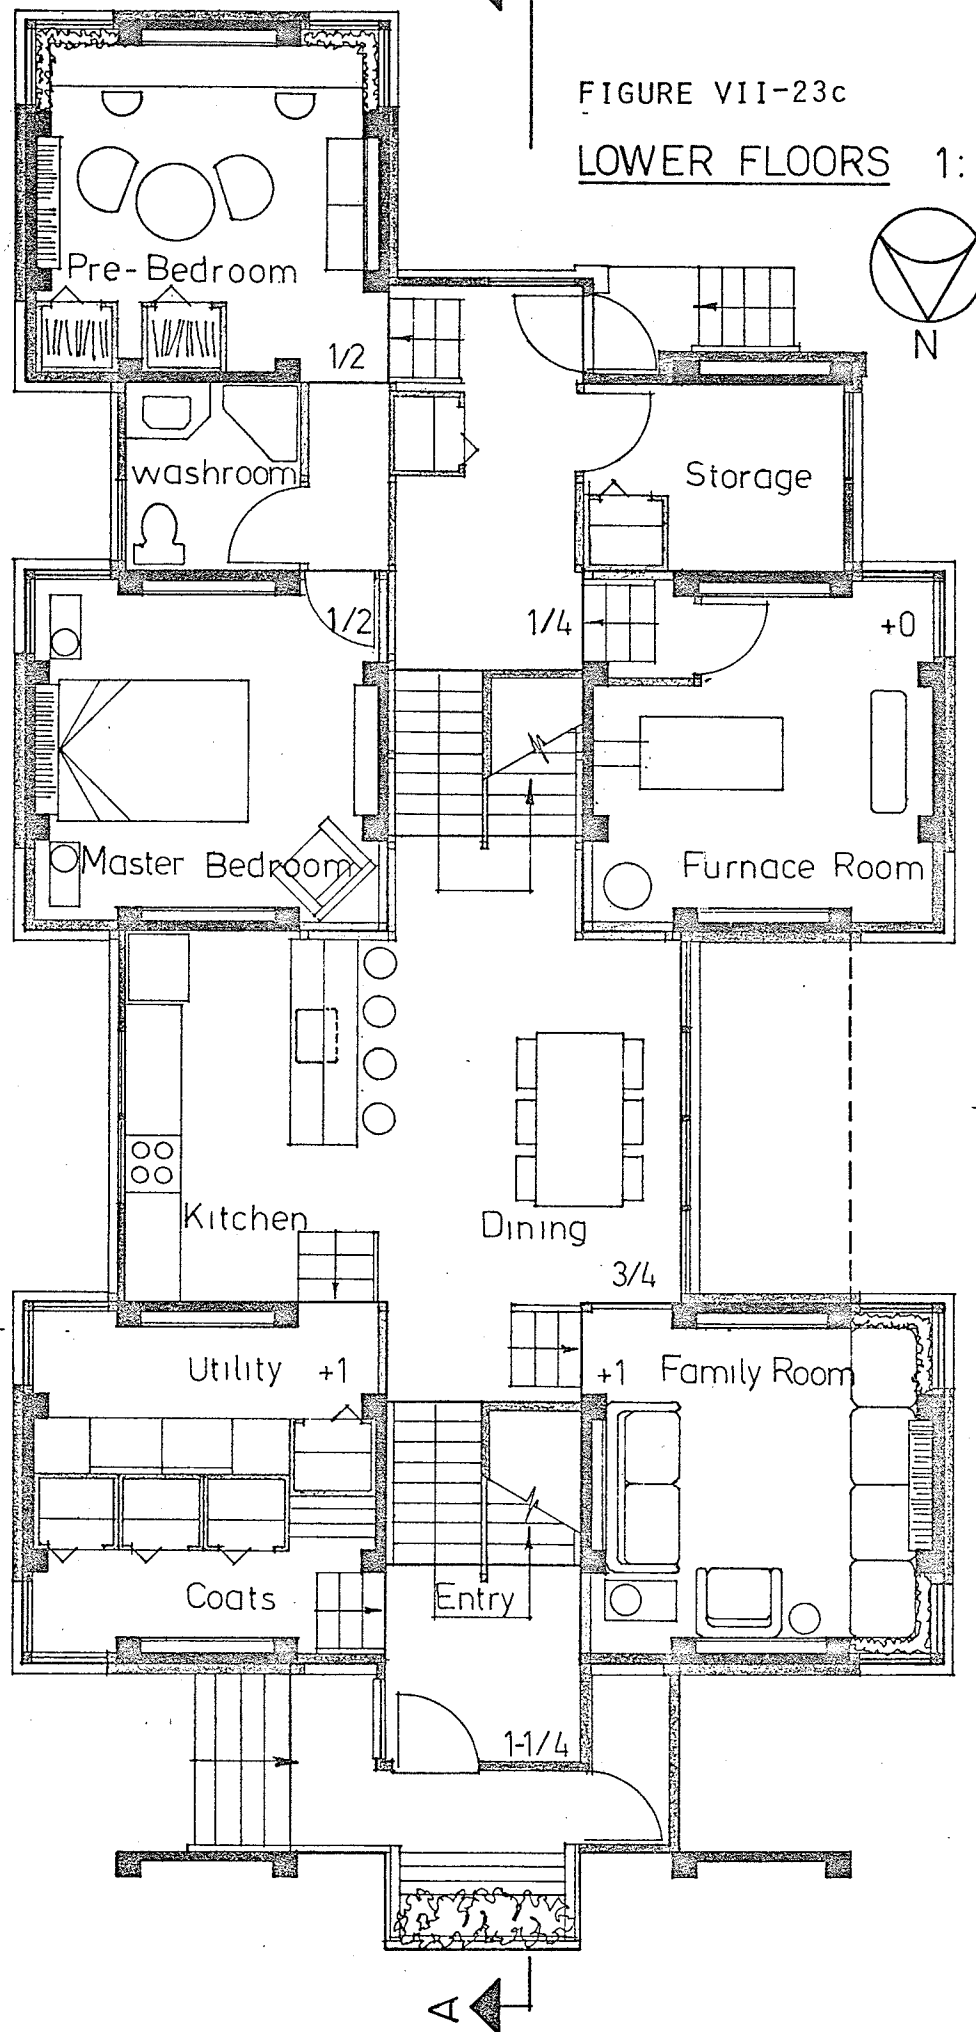 FIGURE VII-23c
LOWER FLOORS 1:
N
Pre-Bedroom
1/2
washroom
Storage
1/2
1/4
+0
Master Bedroom
Furnace Room
Kitchen
Dining
3/4
Utility +1
+1 Family Room
Coats
Entry
1-1/4
A